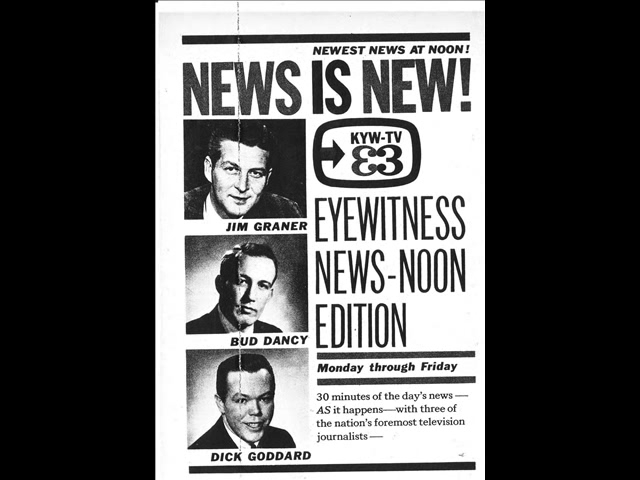 NEWEST NEWS AT NOON!
NEWS IS NEW!
KYW-TV
3
JIM GRANER
EYEWITNESS
NEWS-NOON
EDITION
BUD DANCY
Monday through Friday
30 minutes of the day's news —
AS it happens—with three of
the nation's foremost television
journalists —
DICK GODDARD